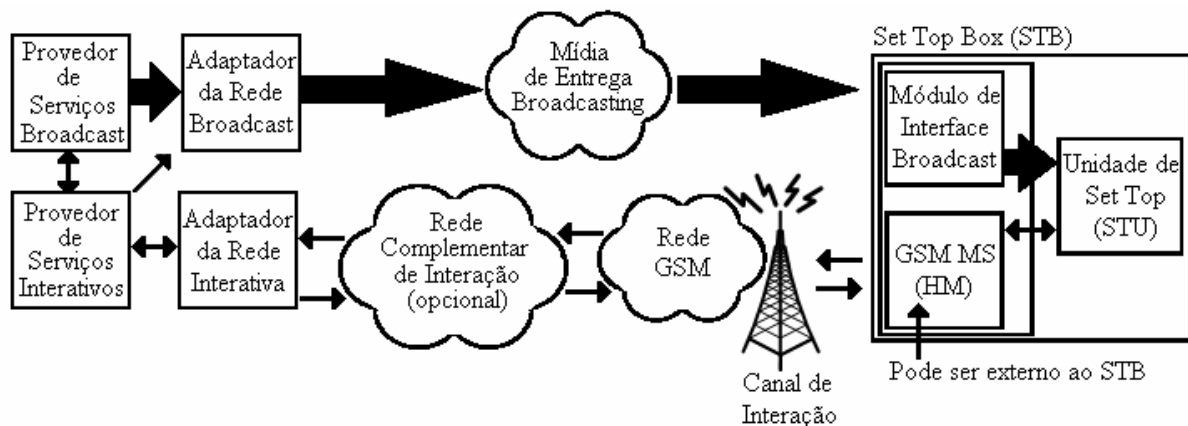 Provedor
de
Serviços
Broadcast
Adaptador
da Rede
Broadcast
Mídia
de Entrega
Broadcasting
Set Top Box (STB)
Módulo de
Interface
Broadcast
Unidade de
Set Top
(STU)
Provedor
de
Serviços
Interativos
Adaptador
da Rede
Interativa
Rede
Complementar
de Interação
(opcional)
Rede
GSM
Canal de
Interação
GSM MS
(HM)
Pode ser externo ao STB